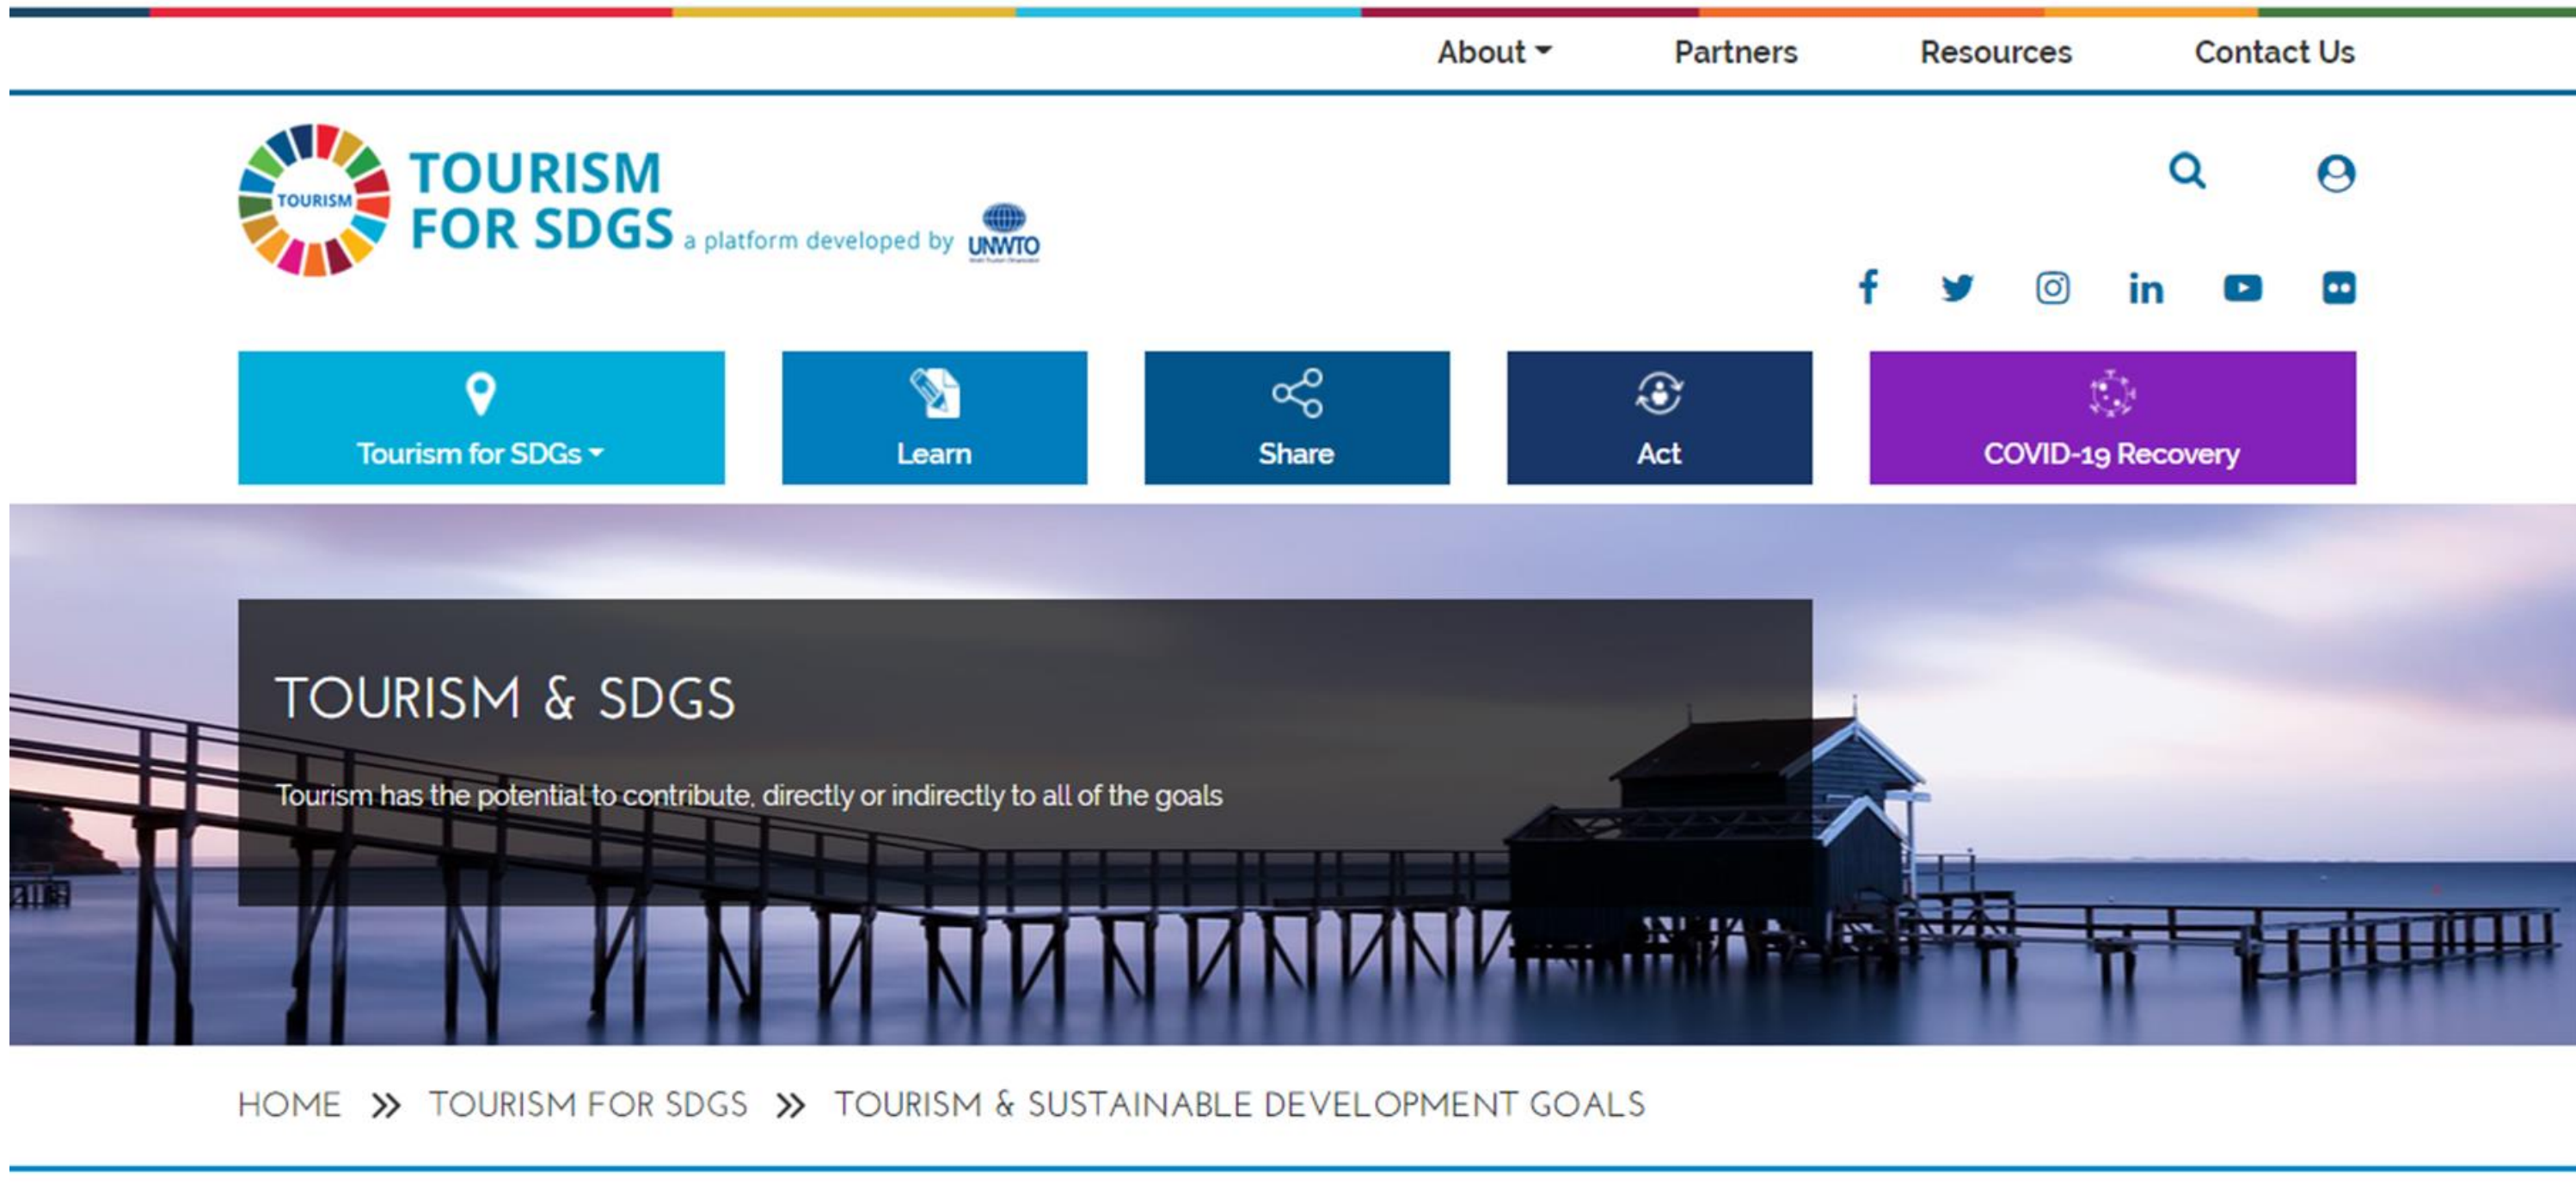 About
Partners
Resources
Contact Us
TOURISM
TOURISM
FOR SDGS
a platform developed by
UNWTO
in
Tourism for SDGs
Learn
Share
Act
COVID-19 Recovery
TOURISM & SDGS
Tourism has the potential to contribute, directly or indirectly to all of the goals
HOME » TOURISM FOR SDGS » TOURISM & SUSTAINABLE DEVELOPMENT GOALS